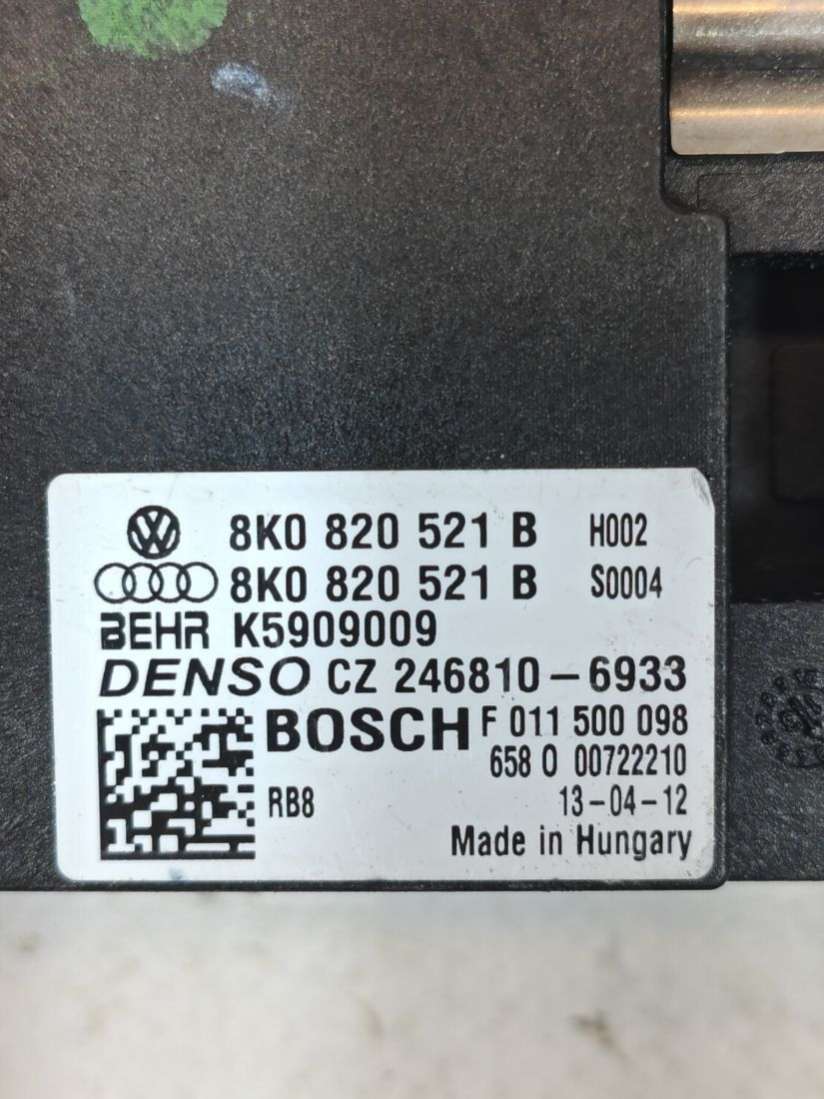 8K0 820 521 B H002
8K0 820 521 B S0004
BEHR K5909009
DENSO CZ 246810-6933
BOSCH F 011 500 098
658 0 00722210
RB8 13-04-12
Made in Hungary